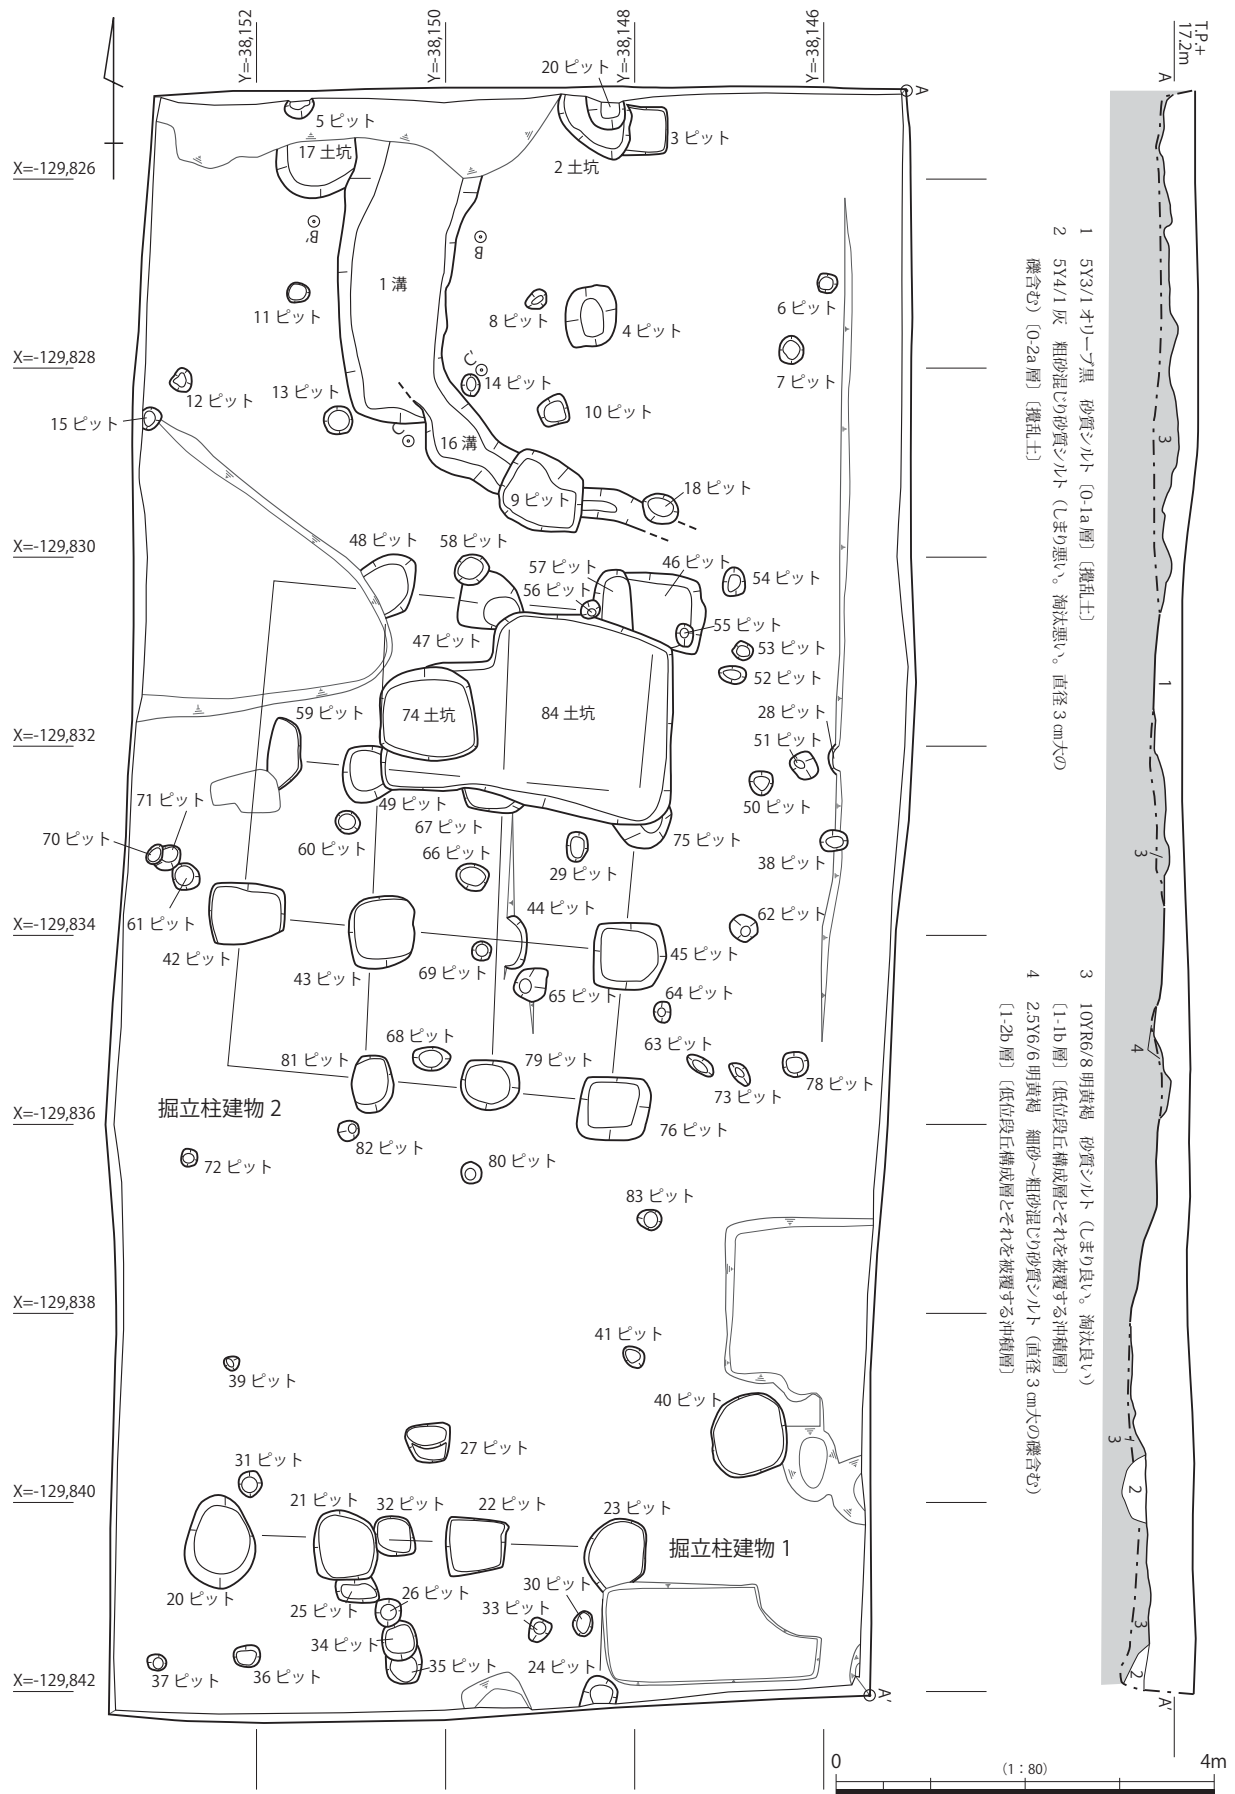 Y=-38,152
Y=-38,150
Y=-38,148
Y=-38,146
T.P.+
17.2m
A
A
20 ピット
5 ピット
3 ピット
17 土坑
2 土坑
X=-129,826
B'
B
1 溝
11 ピット
8 ピット
4 ピット
6 ピット
X=-129,828
7 ピット
C'
14 ピット
12 ピット
13 ピット
10 ピット
15 ピット
C
16 溝
9 ピット
18 ピット
X=-129,830
48 ピット
58 ピット
57 ピット
46 ピット
56 ピット
54 ピット
47 ピット
55 ピット
53 ピット
52 ピット
59 ピット
74 土坑
84 土坑
28 ピット
X=-129,832
51 ピット
71 ピット
49 ピット
50 ピット
70 ピット
67 ピット
75 ピット
60 ピット
66 ピット
29 ピット
38 ピット
61 ピット
44 ピット
62 ピット
X=-129,834
42 ピット
43 ピット
69 ピット
45 ピット
65 ピット
64 ピット
68 ピット
63 ピット
81 ピット
79 ピット
73 ピット
78 ピット
掘立柱建物 2
X=-129,836
76 ピット
82 ピット
72 ピット
80 ピット
83 ピット
X=-129,838
41 ピット
39 ピット
40 ピット
27 ピット
31 ピット
X=-129,840
21 ピット
32 ピット
22 ピット
23 ピット
掘立柱建物 1
20 ピット
25 ピット
26 ピット
30 ピット
33 ピット
34 ピット
37 ピット
36 ピット
35 ピット
24 ピット
X=-129,842
A'
A'
1　5Y3/1 オリーブ黒　砂質シルト〔0-1a 層〕〔攪乱土〕
2　5Y4/1 灰　粗砂混じり砂質シルト（しまり悪い。淘汰悪い。直径 3 ㎝大の
礫含む）〔0-2a 層〕〔攪乱土〕
3　10YR6/8 明黄褐　砂質シルト（しまり良い。淘汰良い）
〔1-1b 層〕〔低位段丘構成層とそれを被覆する沖積層〕
4　2.5Y6/6 明黄褐　細砂～粗砂混じり砂質シルト（直径 3 ㎝大の礫含む）
〔1-2b 層〕〔低位段丘構成層とそれを被覆する沖積層〕
3
1
3
4
3
2
3
2
0
（1：80）
4m